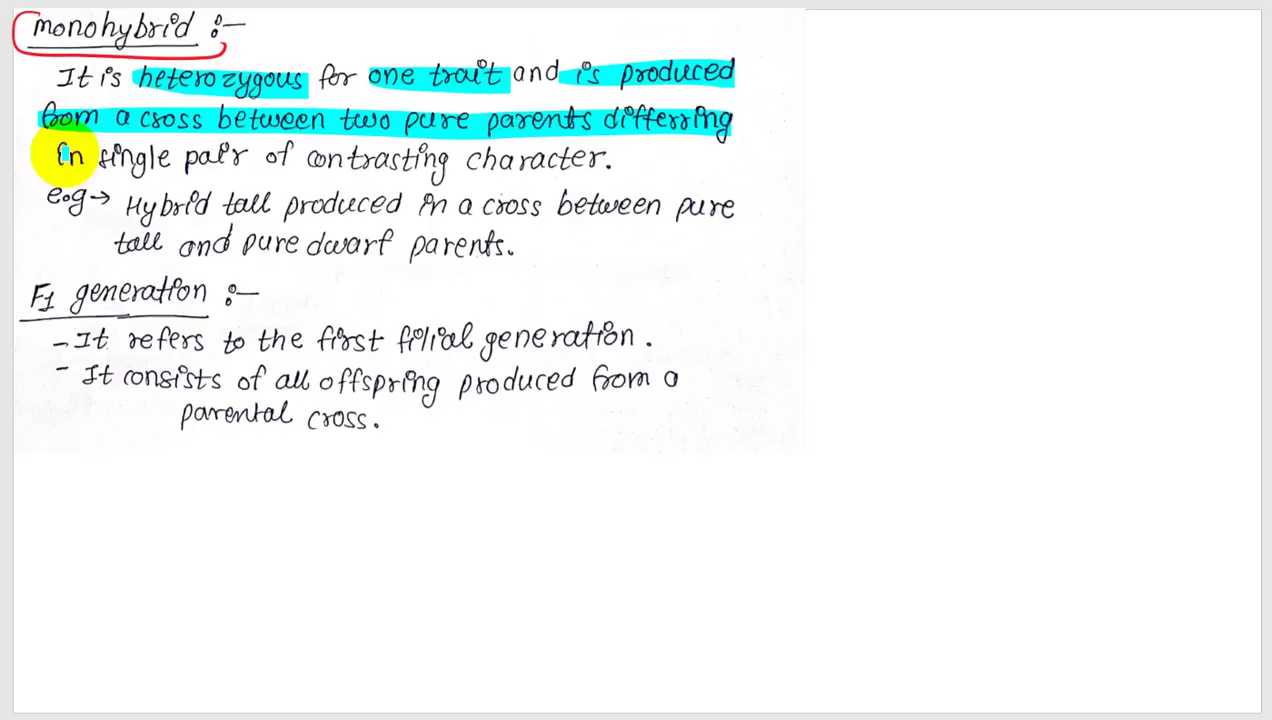 monohybrid :-
It is heterozygous for one trait and is produced
from a cross between two pure parents differring
in single pair of contrasting character.
e.g → Hybrid tall produced in a cross between pure
tall and pure dwarf parents.
F1 generation :-
- It refers to the first filial generation.
- It consists of all offspring produced from a
parental cross.